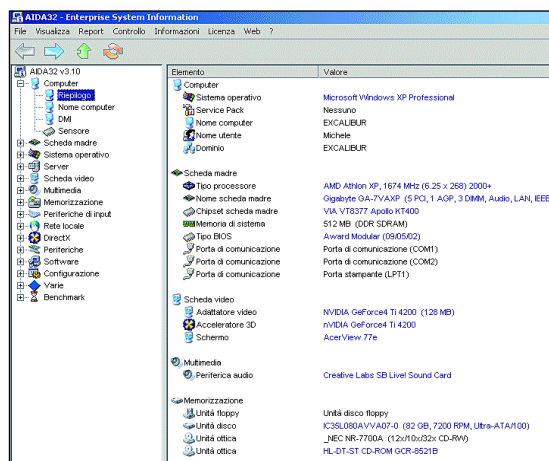 AIDA32 - Enterprise System Information
File Visualizza Report Controllo Informazioni Licenza Web ?
AIDA32 v3.10
Computer
Riepilogo
Nome computer
DMI
Sensore
Scheda madre
Sistema operativo
Server
Scheda video
Multimedia
Memorizzazione
Periferiche di input
Rete locale
DirectX
Periferiche
Software
Configurazione
Varie
Benchmark
Elemento Valore
Computer
Sistema operativo Microsoft Windows XP Professional
Service Pack Nessuno
Nome computer EXCALIBUR
Nome utente Michele
Dominio EXCALIBUR
Scheda madre
Tipo processore AMD Athlon XP, 1674 MHz (6.25 x 268) 2000+
Nome scheda madre Gigabyte GA-7VAXP (5 PCI, 1 AGP, 3 DIMM, Audio, LAN, IEEE
Chipset scheda madre VIA VT8377 Apollo KT400
Memoria di sistema 512 MB (DDR SDRAM)
Tipo BIOS Award Modular (09/05/02)
Porta di comunicazione Porta di comunicazione (COM1)
Porta di comunicazione Porta di comunicazione (COM2)
Porta di comunicazione Porta stampante (LPT1)
Scheda video
Adattatore video NVIDIA GeForce4 Ti 4200 (128 MB)
Acceleratore 3D nVIDIA GeForce4 Ti 4200
Schermo AcerView 77e
Multimedia
Periferica audio Creative Labs SB Live! Sound Card
Memorizzazione
Unità floppy Unità disco floppy
Unità disco IC35L080AVVA07-0 (82 GB, 7200 RPM, Ultra-ATA/100)
Unità ottica _NEC NR-7700A (12x/10x/32x CD-RW)
Unità ottica HL-DT-ST CD-ROM GCR-8521B